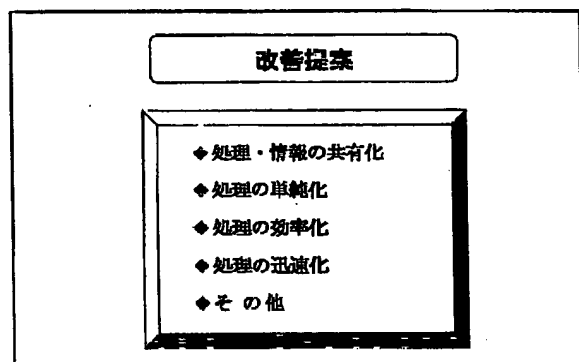 改善提案
◆処理・情報の共有化
◆処理の単純化
◆処理の効率化
◆処理の迅速化
◆その他